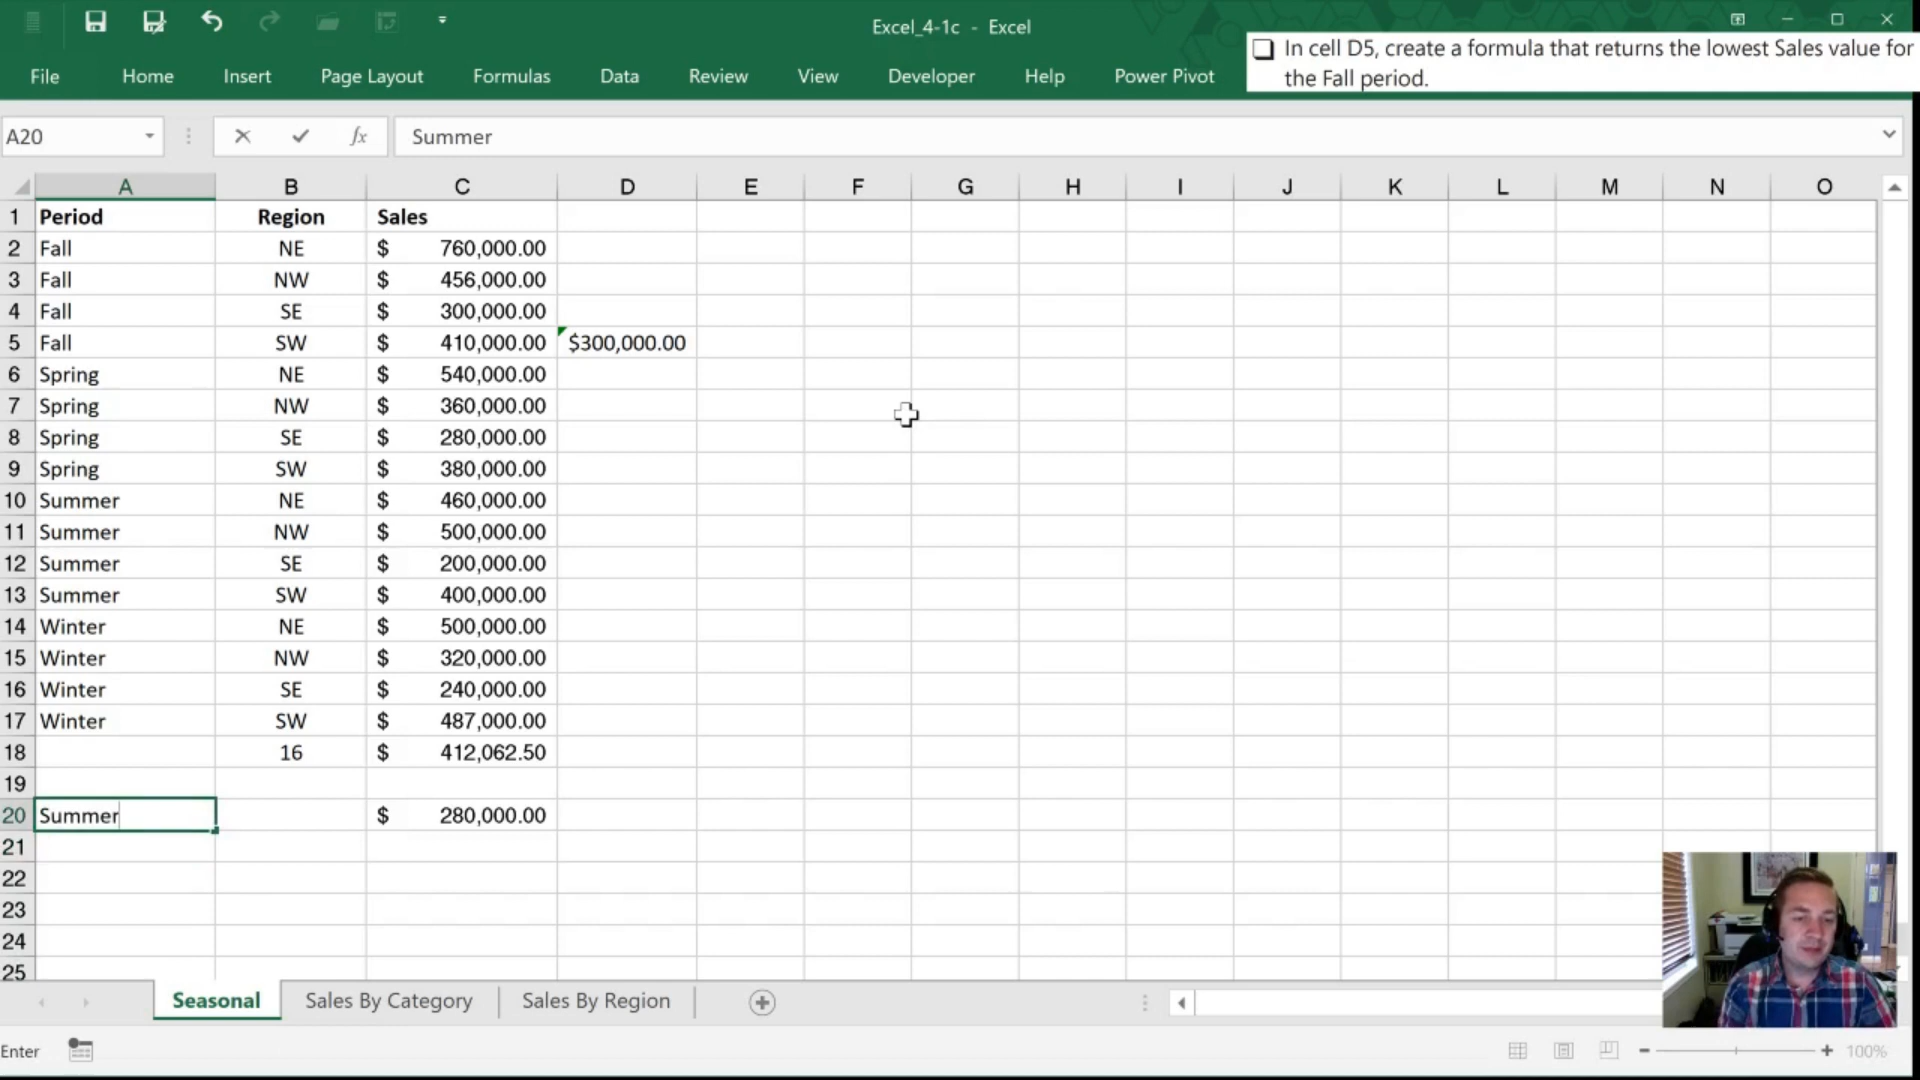 Excel_4-1c - Excel
In cell D5, create a formula that returns the lowest Sales value for
the Fall period.
File Home Insert Page Layout Formulas Data Review View Developer Help Power Pivot
A20 fx Summer
A B C D E F G H I J K L M N O
1 Period Region Sales
2 Fall NE $ 760,000.00
3 Fall NW $ 456,000.00
4 Fall SE $ 300,000.00
5 Fall SW $ 410,000.00 $300,000.00
6 Spring NE $ 540,000.00
7 Spring NW $ 360,000.00
8 Spring SE $ 280,000.00
9 Spring SW $ 380,000.00
10 Summer NE $ 460,000.00
11 Summer NW $ 500,000.00
12 Summer SE $ 200,000.00
13 Summer SW $ 400,000.00
14 Winter NE $ 500,000.00
15 Winter NW $ 320,000.00
16 Winter SE $ 240,000.00
17 Winter SW $ 487,000.00
18 16 $ 412,062.50
19
20 Summer $ 280,000.00
21
22
23
24
25
Seasonal Sales By Category Sales By Region
Enter 100%